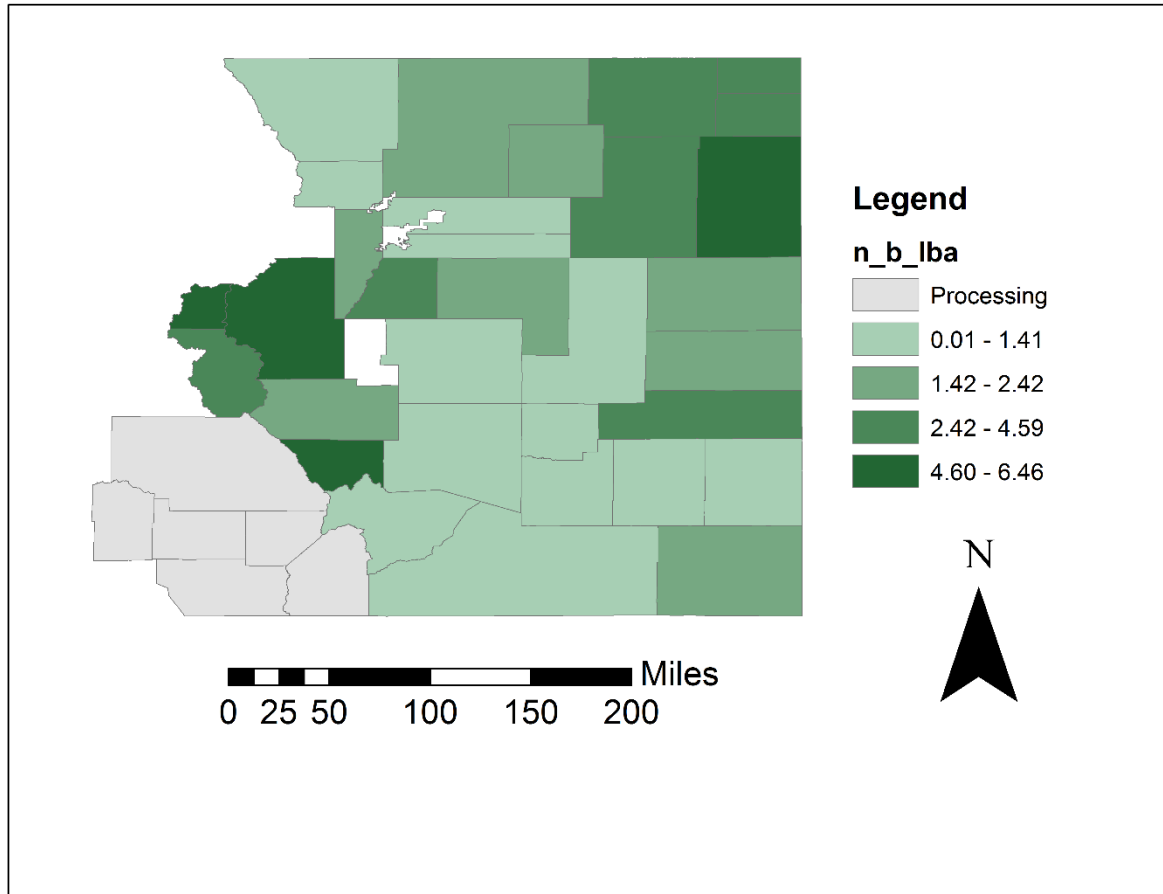 Legend
n_b_lba
Processing
0.01 - 1.41
1.42 - 2.42
2.42 - 4.59
4.60 - 6.46
N
Miles
0 25 50 100 150 200